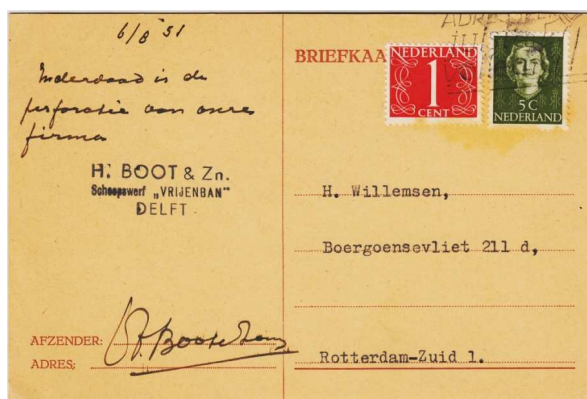 6/8 '51
Inderdaad is de
perforatie van onze
firma
H. BOOT & Zn.
Scheepswerf „VRIJENBAN"
DELFT
AFZENDER:
ADRES:
BRIEFKAA
NEDERLAND
1
CENT
5C
NEDERLAND
H. Willemsen,
Boergoensevliet 211 d,
Rotterdam-Zuid 1.